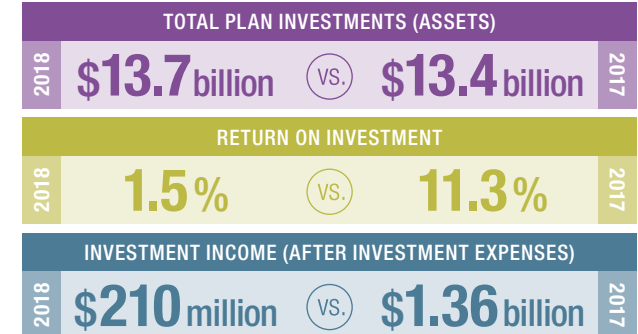 TOTAL PLAN INVESTMENTS (ASSETS)
2018 $13.7 billion VS. $13.4 billion 2017
RETURN ON INVESTMENT
2018 1.5% VS. 11.3% 2017
INVESTMENT INCOME (AFTER INVESTMENT EXPENSES)
2018 $210 million VS. $1.36 billion 2017